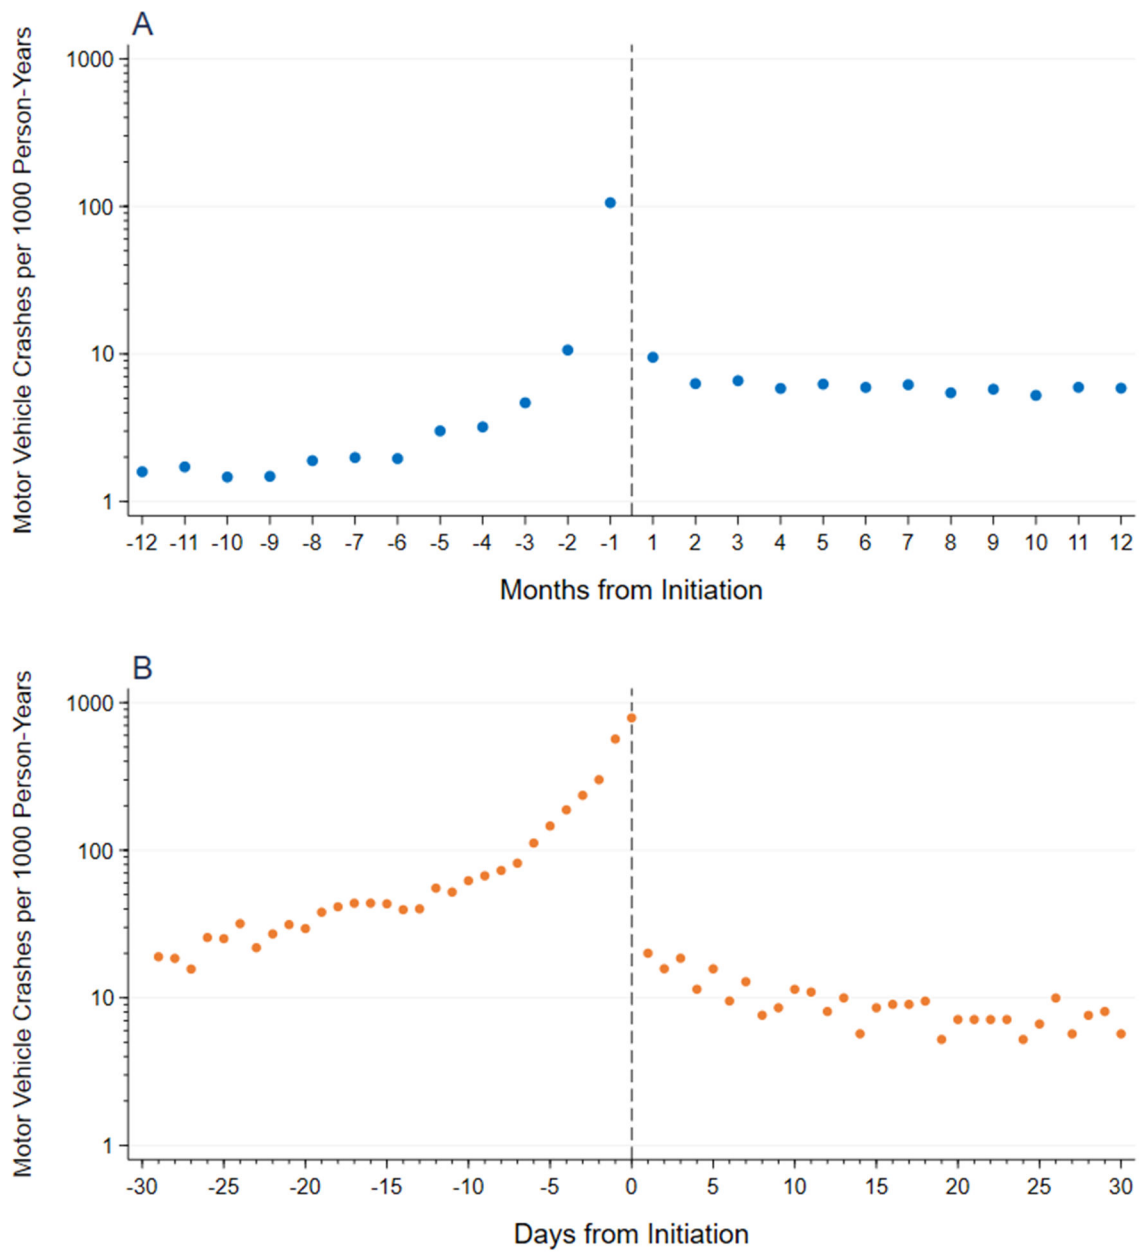 A
Motor Vehicle Crashes per 1000 Person-Years
1000
100
10
1
-12 -11 -10 -9 -8 -7 -6 -5 -4 -3 -2 -1 1 2 3 4 5 6 7 8 9 10 11 12
Months from Initiation
B
Motor Vehicle Crashes per 1000 Person-Years
1000
100
10
1
-30 -25 -20 -15 -10 -5 0 5 10 15 20 25 30
Days from Initiation